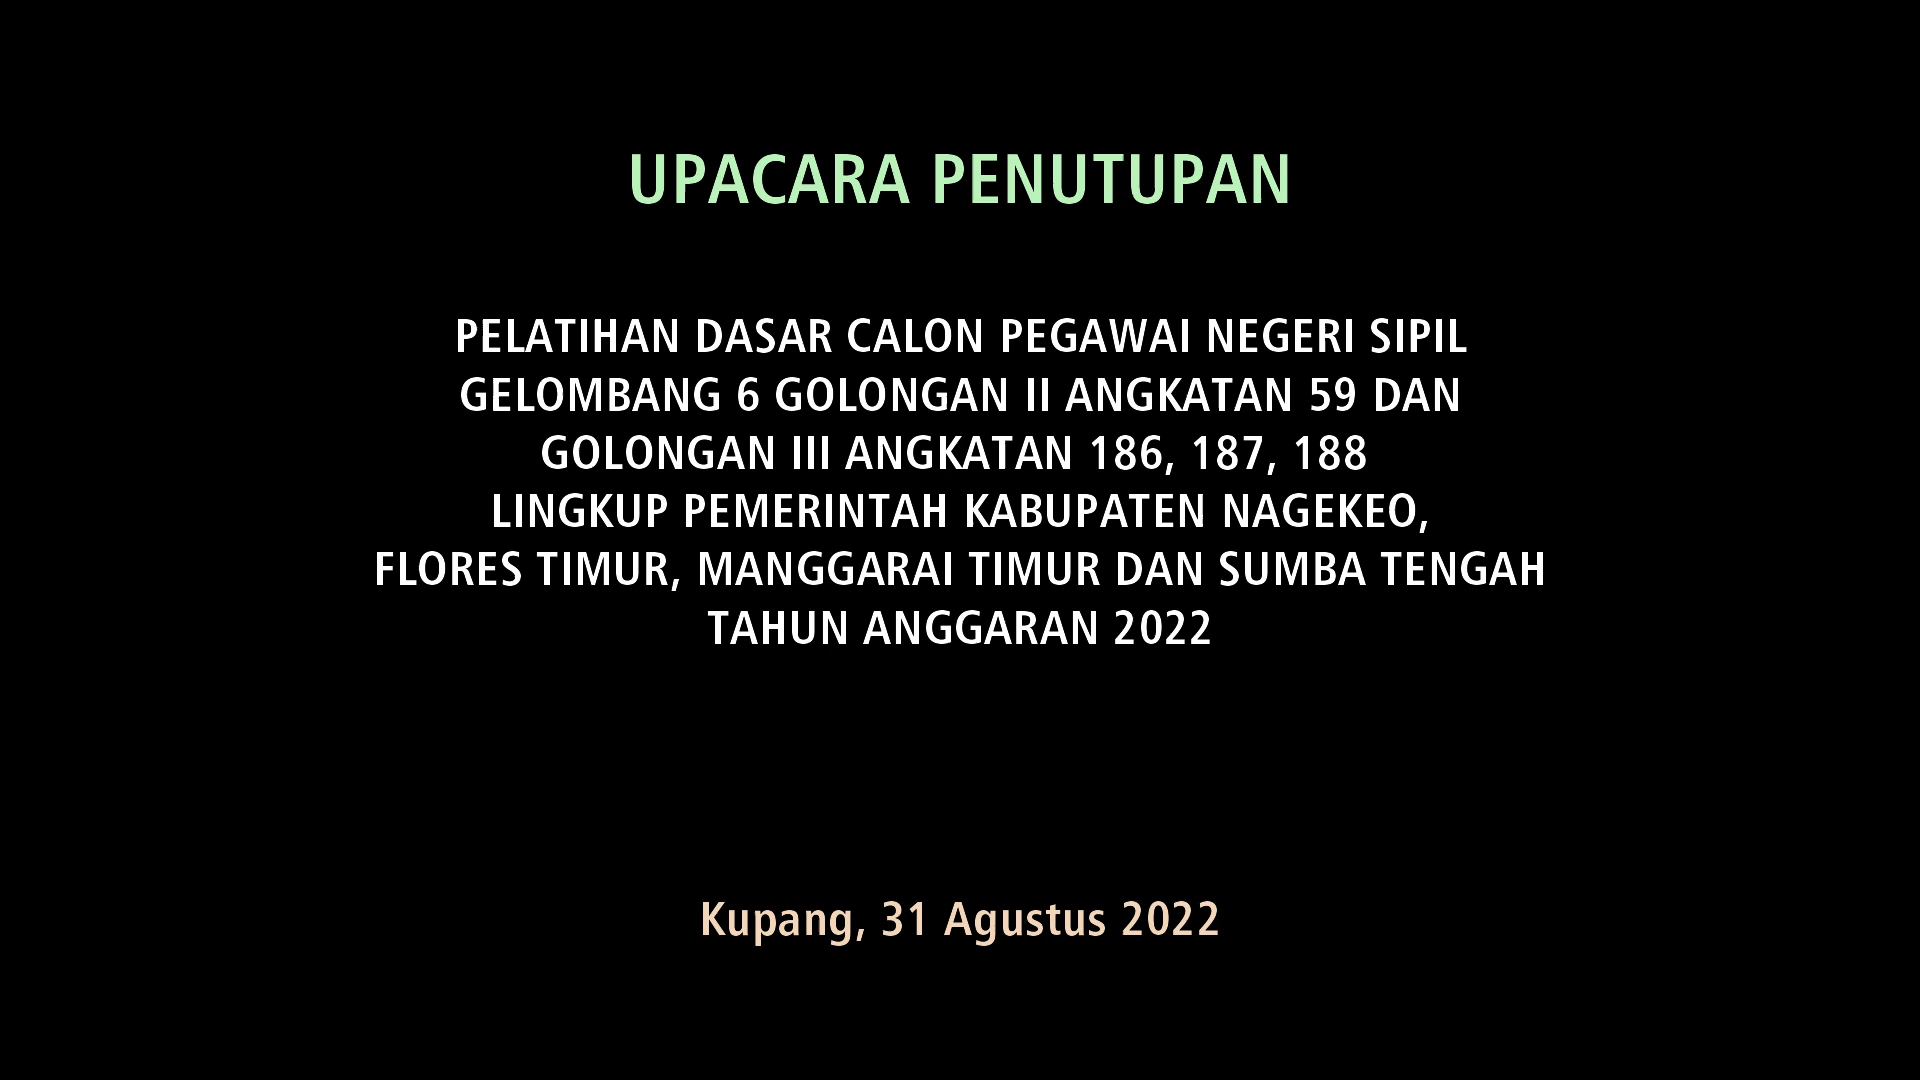 UPACARA PENUTUPAN
PELATIHAN DASAR CALON PEGAWAI NEGERI SIPIL
GELOMBANG 6 GOLONGAN II ANGKATAN 59 DAN
GOLONGAN III ANGKATAN 186, 187, 188
LINGKUP PEMERINTAH KABUPATEN NAGEKEO,
FLORES TIMUR, MANGGARAI TIMUR DAN SUMBA TENGAH
TAHUN ANGGARAN 2022
Kupang, 31 Agustus 2022